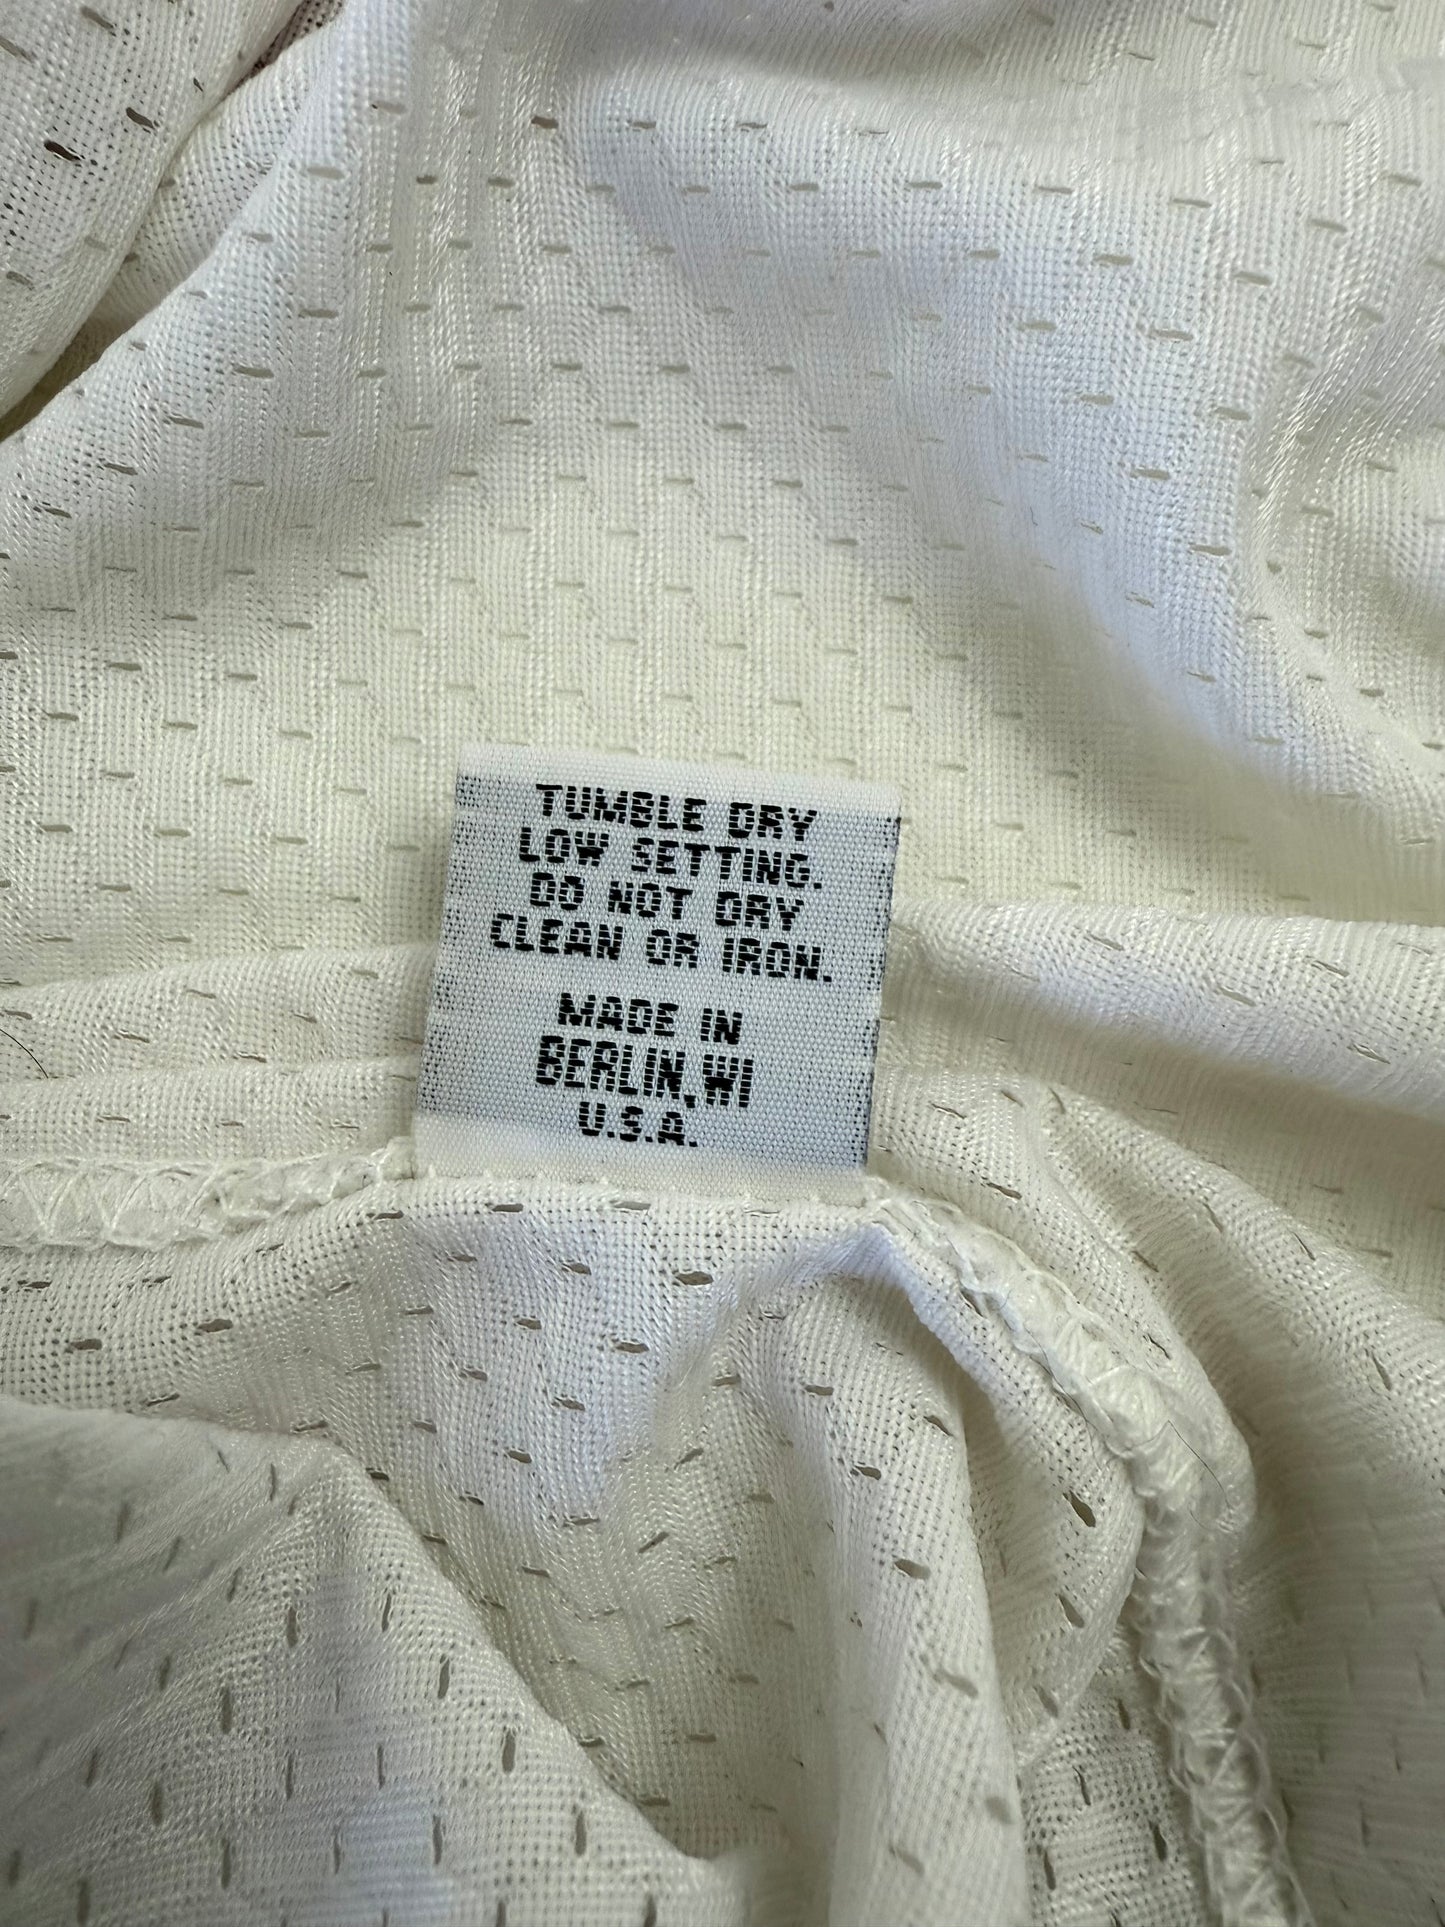 TUMBLE DRY
LOW SETTING.
DO NOT DRY
CLEAN OR IRON.
MADE IN
BERLIN, WI
U.S.A.